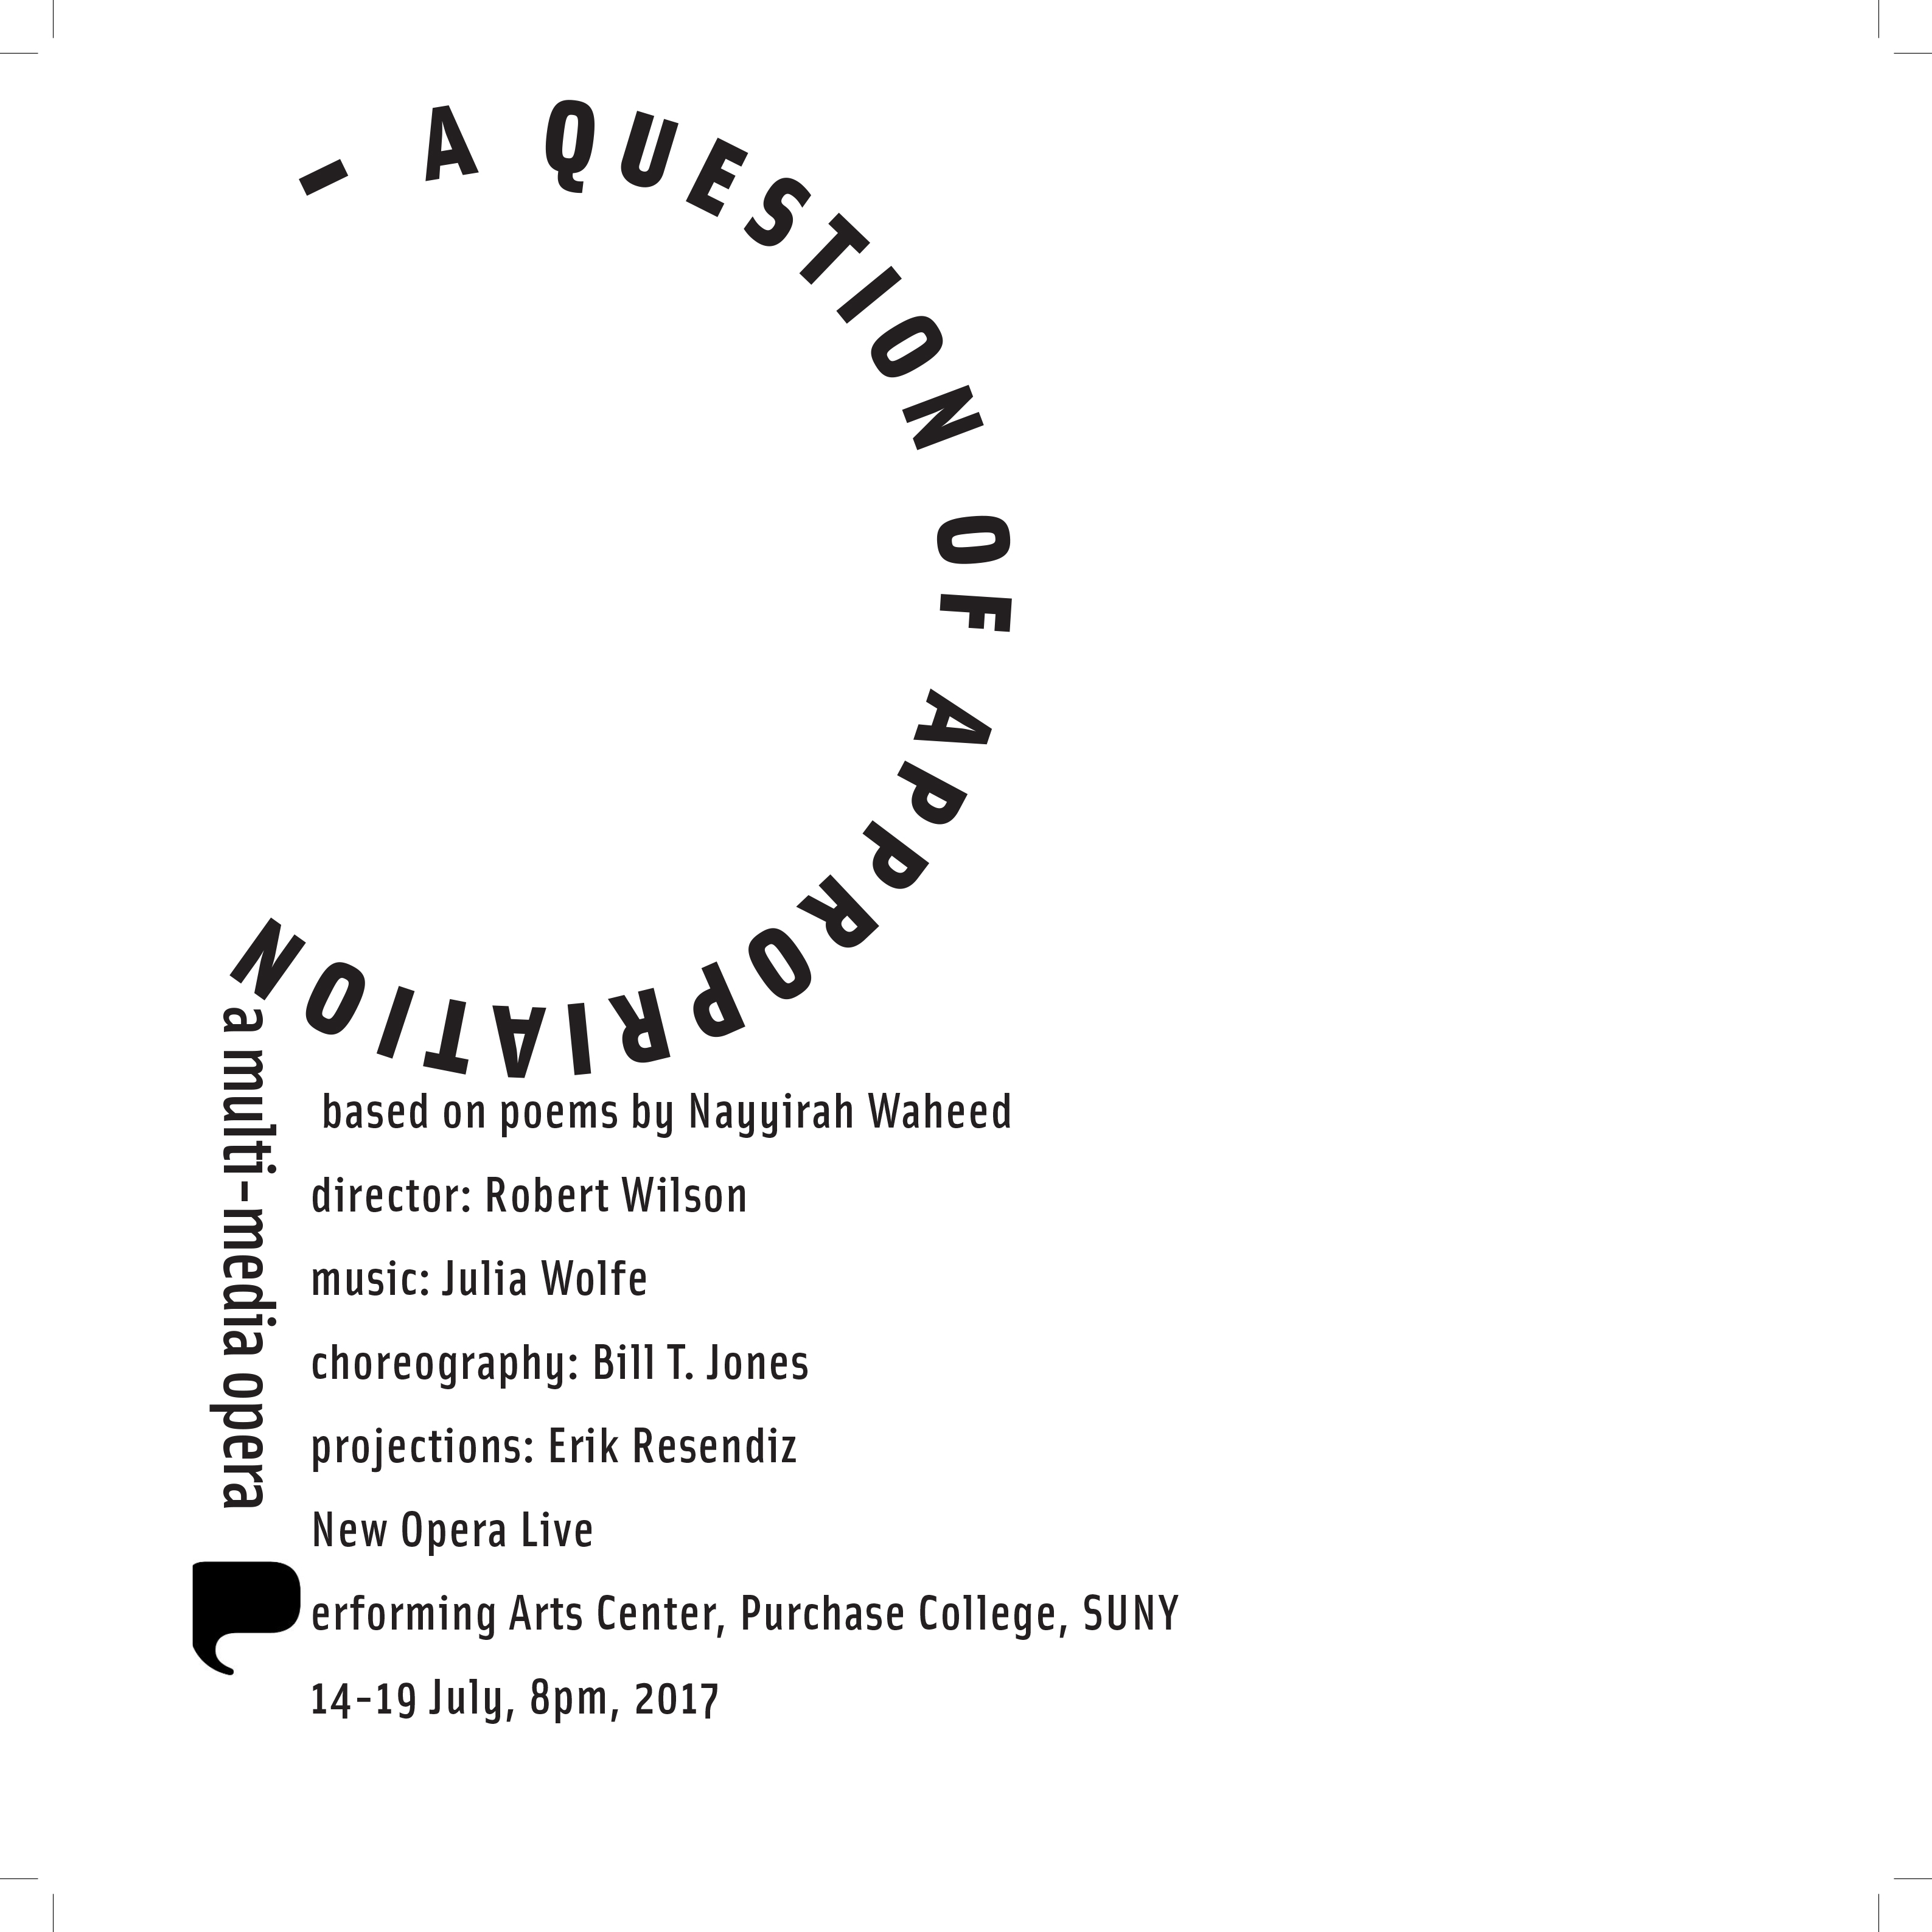 - A QUESTION OF APPROPRIATION
a multi-media opera
based on poems by Nayyirah Waheed
director: Robert Wilson
music: Julia Wolfe
choreography: Bill T. Jones
projections: Erik Resendiz
New Opera Live
Performing Arts Center, Purchase College, SUNY
14-19 July, 8pm, 2017